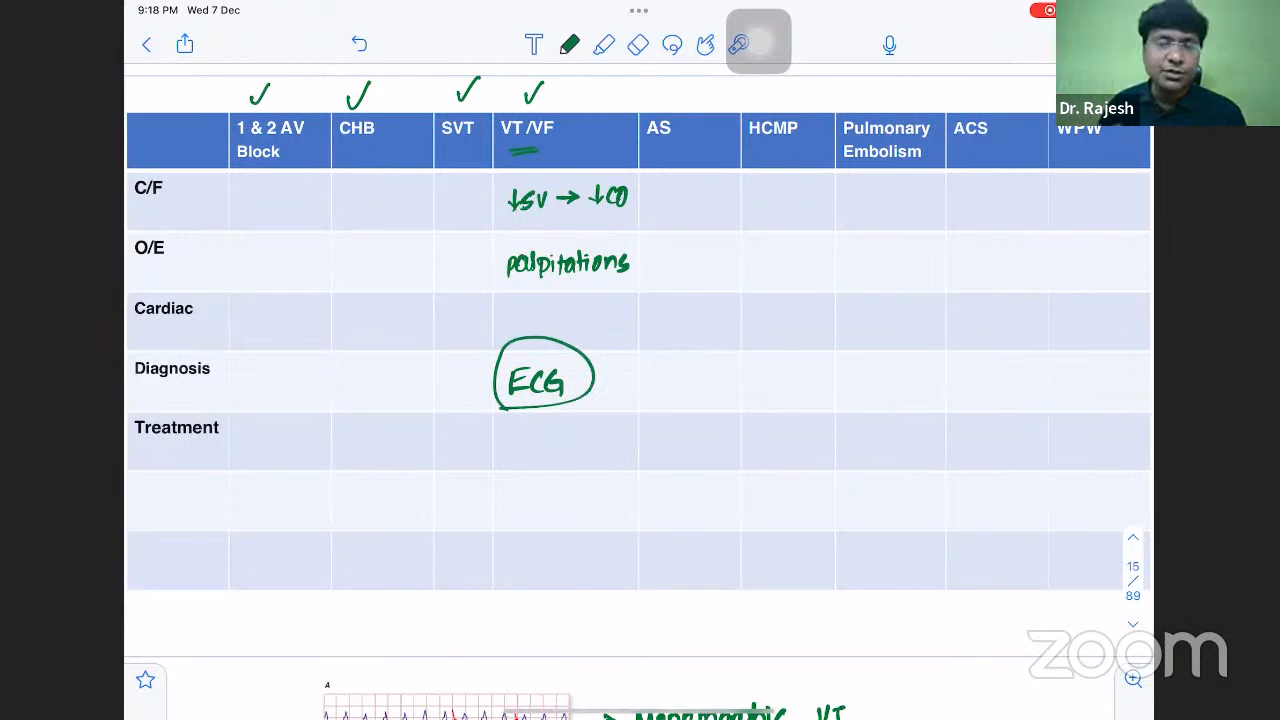 9:18 PM Wed 7 Dec
Dr. Rajesh
1 & 2 AV Block
CHB
SVT
VT /VF
AS
HCMP
Pulmonary Embolism
ACS
WPW
C/F
↓SV → ↓CO
O/E
palpitations
Cardiac
Diagnosis
ECG
Treatment
15
/
89
zoom
A
VT